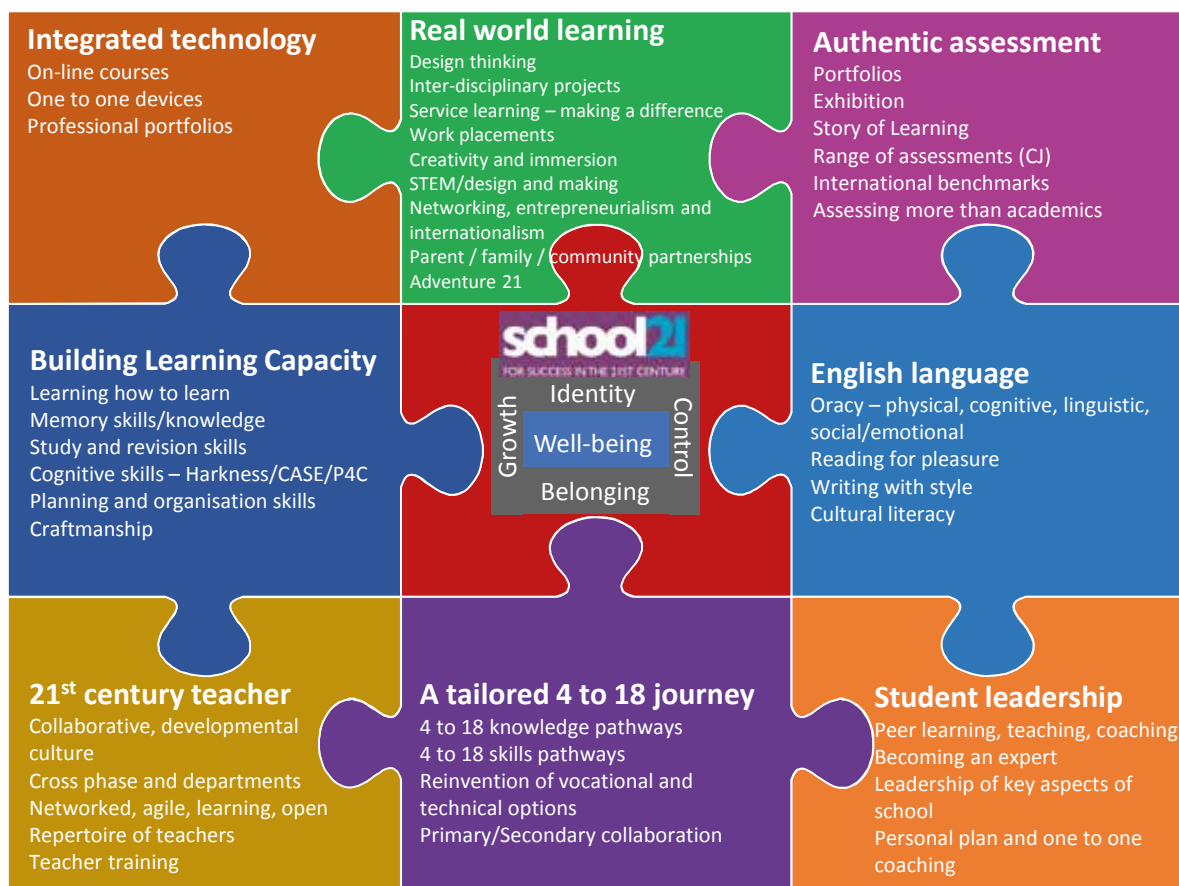 Integrated technology
On-line courses
One to one devices
Professional portfolios
Real world learning
Design thinking
Inter-disciplinary projects
Service learning – making a difference
Work placements
Creativity and immersion
STEM/design and making
Networking, entrepreneurialism and
internationalism
Parent / family / community partnerships
Adventure 21
Authentic assessment
Portfolios
Exhibition
Story of Learning
Range of assessments (CJ)
International benchmarks
Assessing more than academics
Building Learning Capacity
Learning how to learn
Memory skills/knowledge
Study and revision skills
Cognitive skills – Harkness/CASE/P4C
Planning and organisation skills
Craftmanship
school21
FOR SUCCESS IN THE 21ST CENTURY
Identity
Growth
Well-being
Control
Belonging
English language
Oracy – physical, cognitive, linguistic,
social/emotional
Reading for pleasure
Writing with style
Cultural literacy
21st century teacher
Collaborative, developmental
culture
Cross phase and departments
Networked, agile, learning, open
Repertoire of teachers
Teacher training
A tailored 4 to 18 journey
4 to 18 knowledge pathways
4 to 18 skills pathways
Reinvention of vocational and
technical options
Primary/Secondary collaboration
Student leadership
Peer learning, teaching, coaching
Becoming an expert
Leadership of key aspects of
school
Personal plan and one to one
coaching